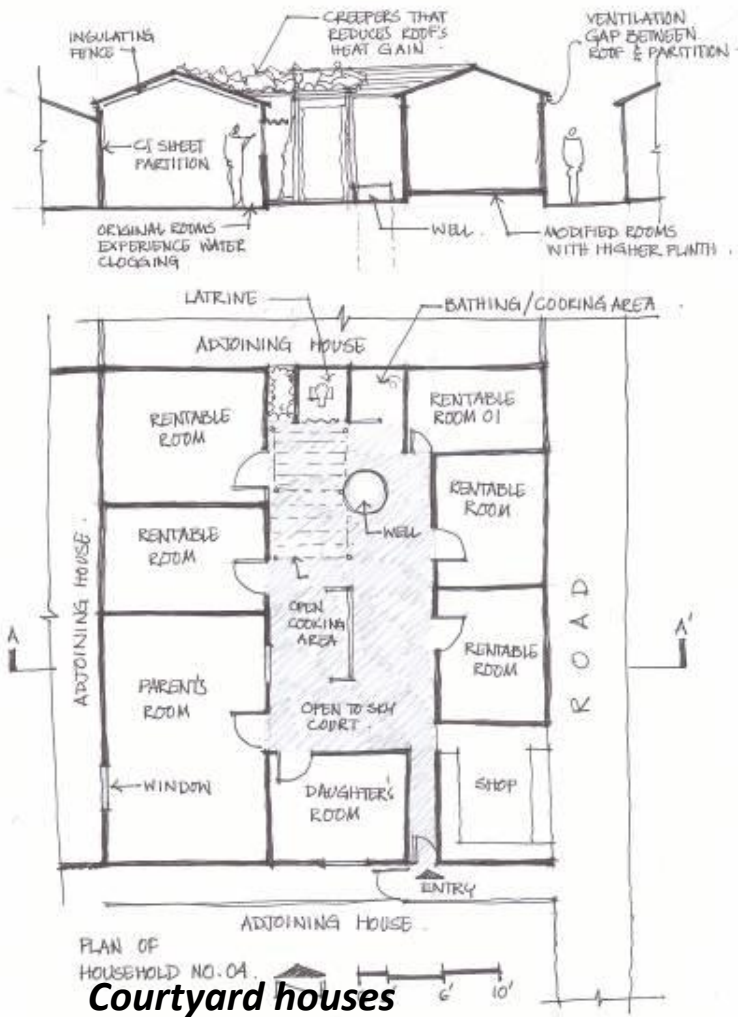 INSULATING
FENCE
CREEPERS THAT
REDUCES ROOF'S
HEAT GAIN
VENTILATION
GAP BETWEEN
ROOF & PARTITION
CI SHEET
PARTITION
ORIGINAL ROOMS
EXPERIENCE WATER
CLOGGING
WELL
MODIFIED ROOMS
WITH HIGHER PLINTH
LATRINE
BATHING/COOKING AREA
ADJOINING HOUSE
RENTABLE
ROOM
RENTABLE
ROOM 01
RENTABLE
ROOM
WELL
RENTABLE
ROOM
ADJOINING HOUSE
OPEN
COOKING
AREA
RENTABLE
ROOM
ROAD
A
A'
PARENT'S
ROOM
OPEN TO SKY
COURT
WINDOW
DAUGHTER'S
ROOM
SHOP
ENTRY
ADJOINING HOUSE
PLAN OF
HOUSEHOLD NO. 04.
6' 10'
Courtyard houses